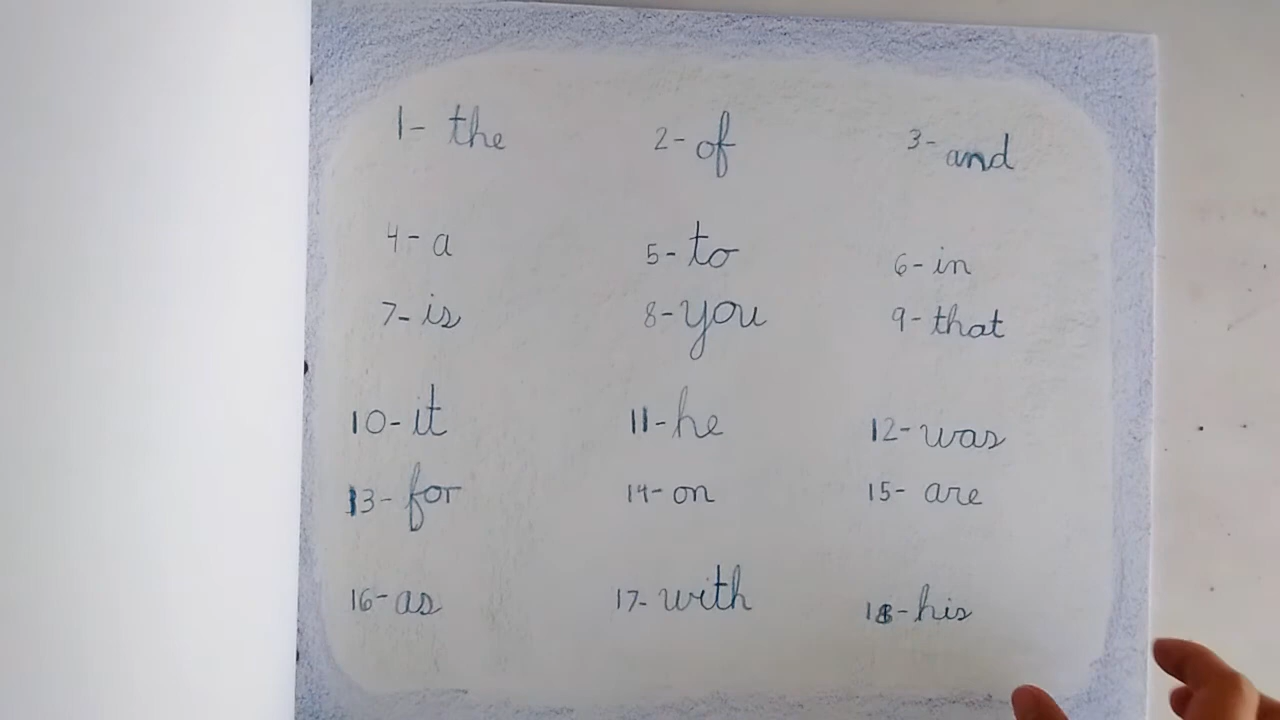 1- the 2- of 3- and
4- a 5- to 6- in
7- is 8- you 9- that
10- it 11- he 12- was
13- for 14- on 15- are
16- as 17- with 18- his